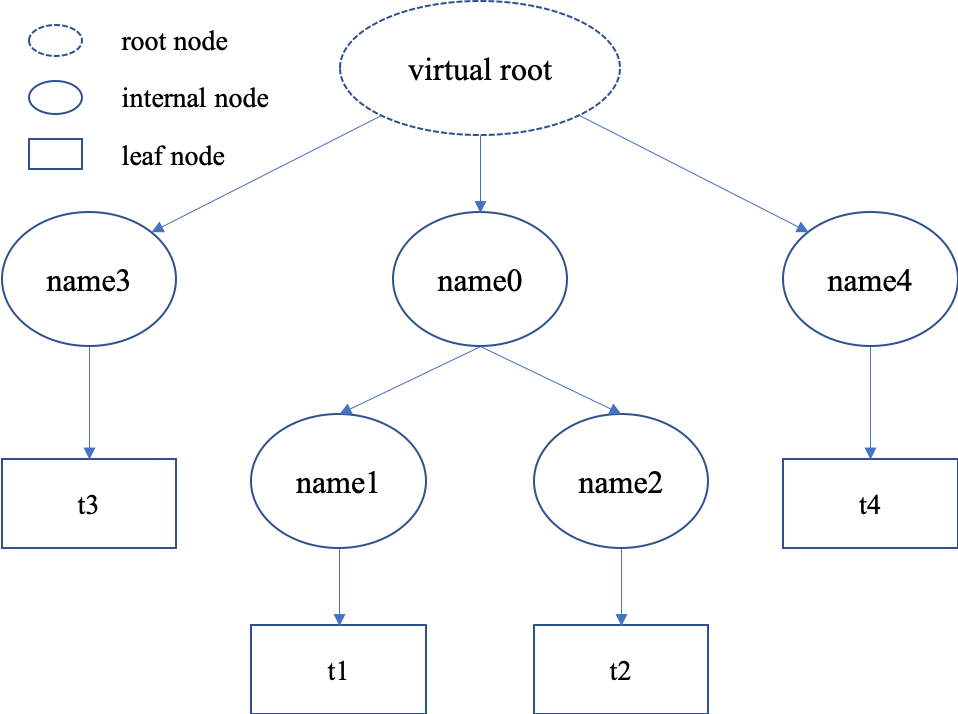 root node
virtual root
internal node
leaf node
name3
name0
name4
name1
name2
t3
t4
t1
t2